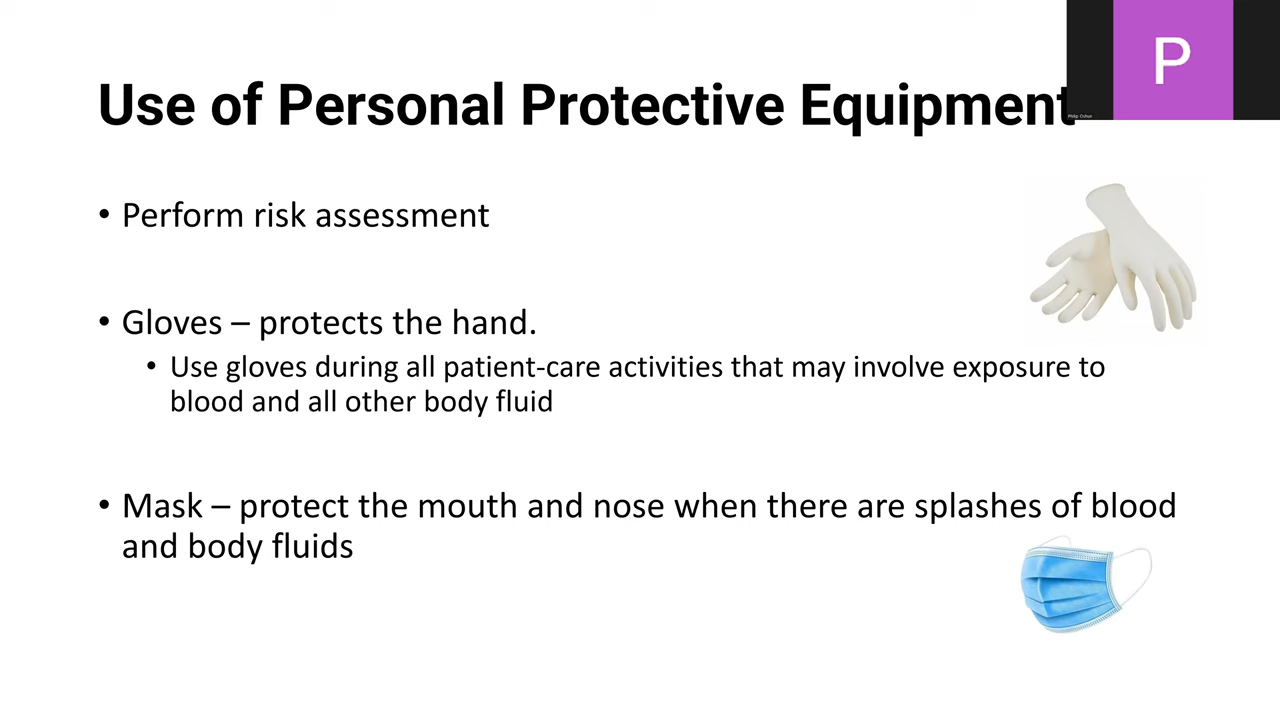 Use of Personal Protective Equipment
P
• Perform risk assessment
• Gloves – protects the hand.
• Use gloves during all patient-care activities that may involve exposure to
blood and all other body fluid
• Mask – protect the mouth and nose when there are splashes of blood
and body fluids